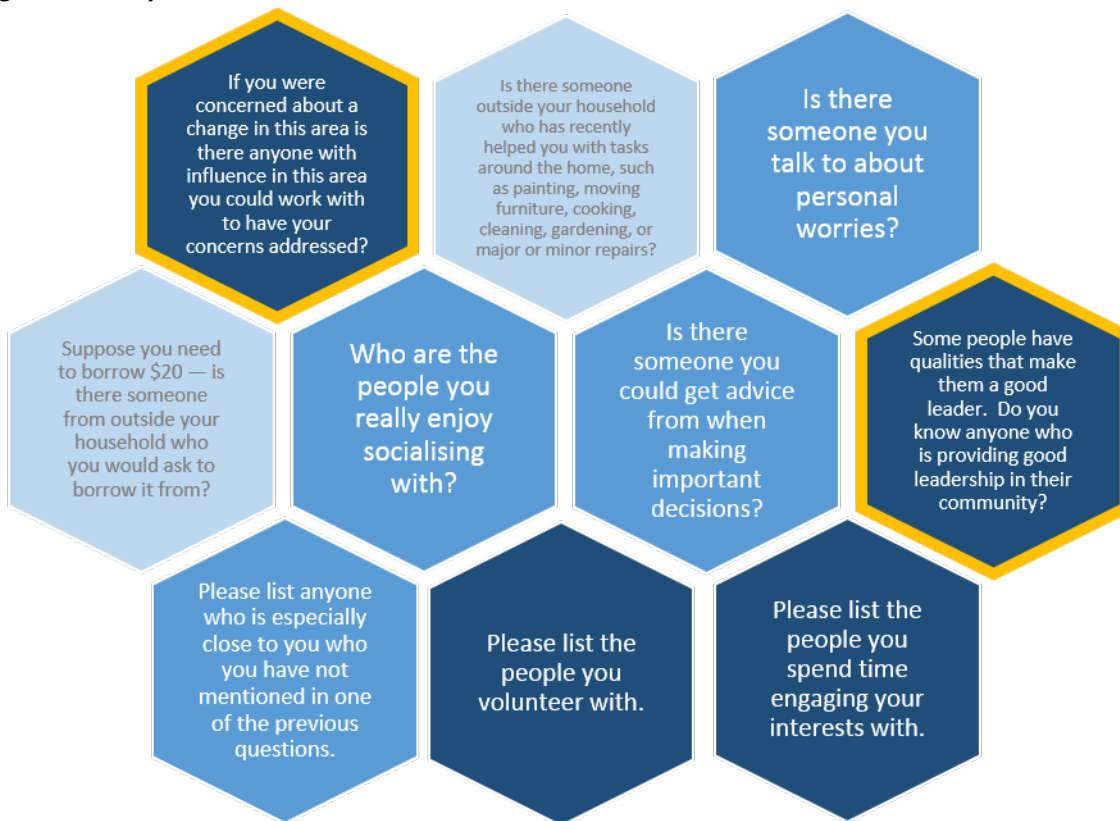 If you were
concerned about a
change in this area is
there anyone with
influence in this area
you could work with
to have your
concerns addressed?
Is there someone
outside your household
who has recently
helped you with tasks
around the home, such
as painting, moving
furniture, cooking,
cleaning, gardening, or
major or minor repairs?
Is there
someone you
talk to about
personal
worries?
Suppose you need
to borrow $20 — is
there someone
from outside your
household who
you would ask to
borrow it from?
Who are the
people you
really enjoy
socialising
with?
Is there
someone you
could get advice
from when
making
important
decisions?
Some people have
qualities that make
them a good
leader.  Do you
know anyone who
is providing good
leadership in their
community?
Please list anyone
who is especially
close to you who
you have not
mentioned in one
of the previous
questions.
Please list the
people you
volunteer with.
Please list the
people you
spend time
engaging your
interests with.